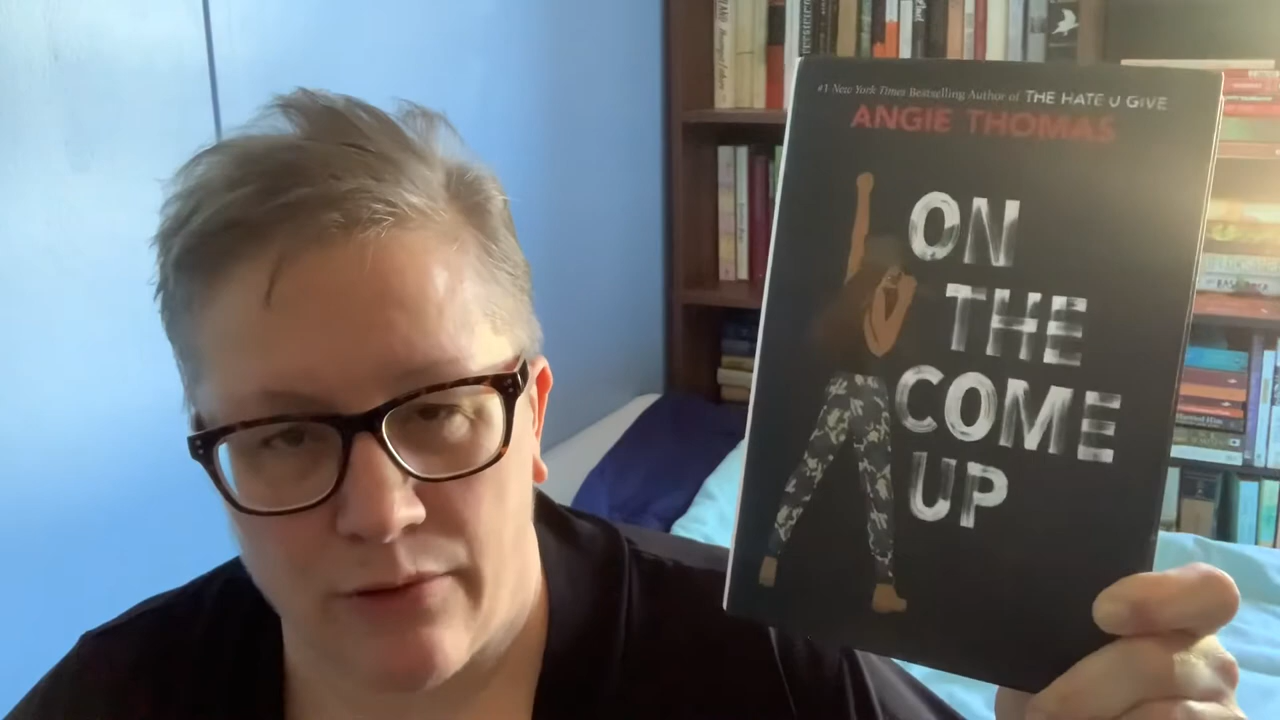 #1 New York Times Bestselling Author of THE HATE U GIVE
ANGIE THOMAS
ON
THE
COME
UP